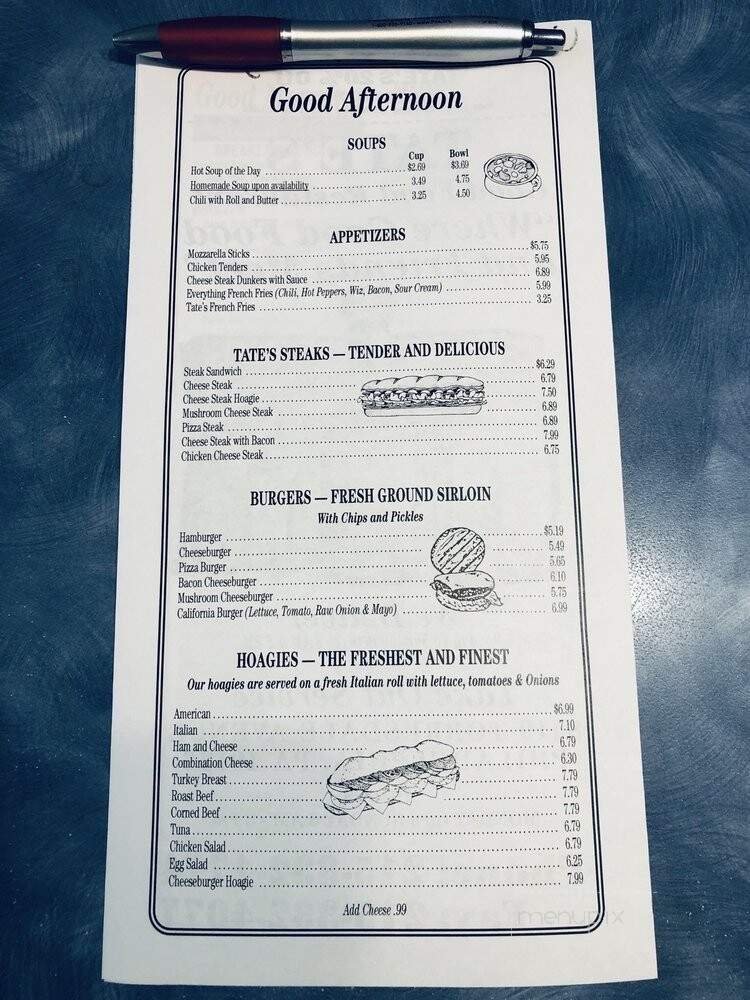 Good Afternoon
SOUPS
Cup Bowl
Hot Soup of the Day $2.69 $3.69
Homemade Soup upon availability 3.49 4.75
Chili with Roll and Butter 3.25 4.50
APPETIZERS
Mozzarella Sticks $5.75
Chicken Tenders 5.95
Cheese Steak Dunkers with Sauce 6.89
Everything French Fries (Chili, Hot Peppers, Wiz, Bacon, Sour Cream) 5.99
Tate's French Fries 3.25
TATE'S STEAKS — TENDER AND DELICIOUS
Steak Sandwich $6.29
Cheese Steak 6.79
Cheese Steak Hoagie 7.50
Mushroom Cheese Steak 6.89
Pizza Steak 6.89
Cheese Steak with Bacon 7.99
Chicken Cheese Steak 6.75
BURGERS — FRESH GROUND SIRLOIN
With Chips and Pickles
Hamburger $5.19
Cheeseburger 5.49
Pizza Burger 5.65
Bacon Cheeseburger 6.10
Mushroom Cheeseburger 5.75
California Burger (Lettuce, Tomato, Raw Onion & Mayo) 6.99
HOAGIES — THE FRESHEST AND FINEST
Our hoagies are served on a fresh Italian roll with lettuce, tomatoes & Onions
American $6.99
Italian 7.10
Ham and Cheese 6.79
Combination Cheese 6.30
Turkey Breast 7.79
Roast Beef 7.79
Corned Beef 7.79
Tuna 6.79
Chicken Salad 6.79
Egg Salad 6.25
Cheeseburger Hoagie 7.99
Add Cheese .99
menupix